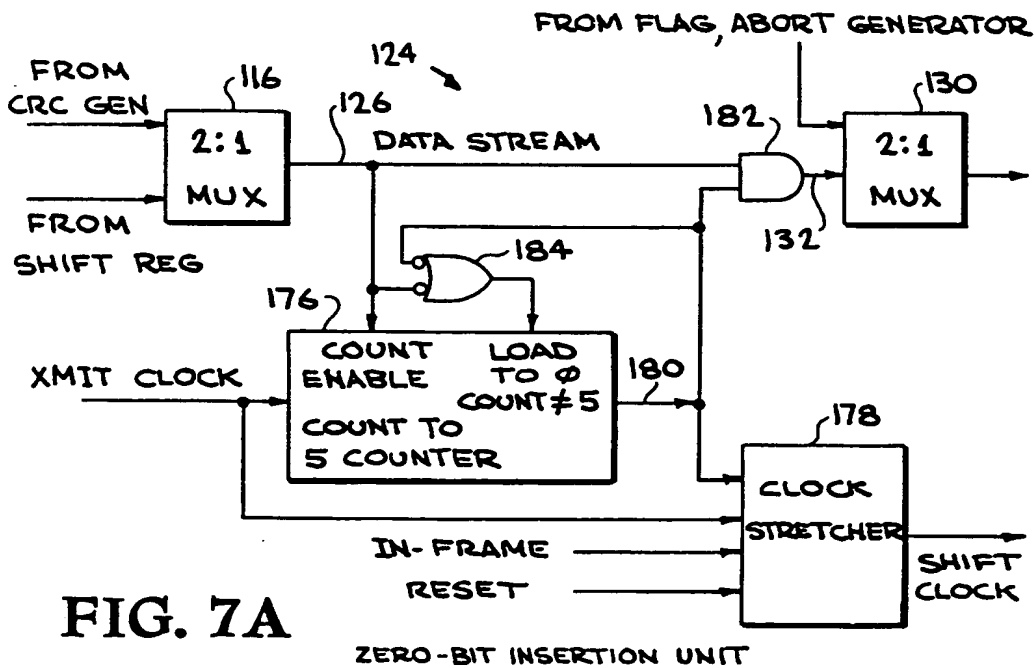 FROM FLAG, ABORT GENERATOR
124
FROM
CRC GEN
116
126
DATA STREAM
182
130
2:1
MUX
2:1
MUX
132
FROM
SHIFT REG
184
176
COUNT
ENABLE
LOAD
TO Ø
COUNT≠5
180
XMIT CLOCK
COUNT TO
5 COUNTER
178
CLOCK
STRETCHER
IN-FRAME
RESET
SHIFT
CLOCK
FIG. 7A
ZERO-BIT INSERTION UNIT